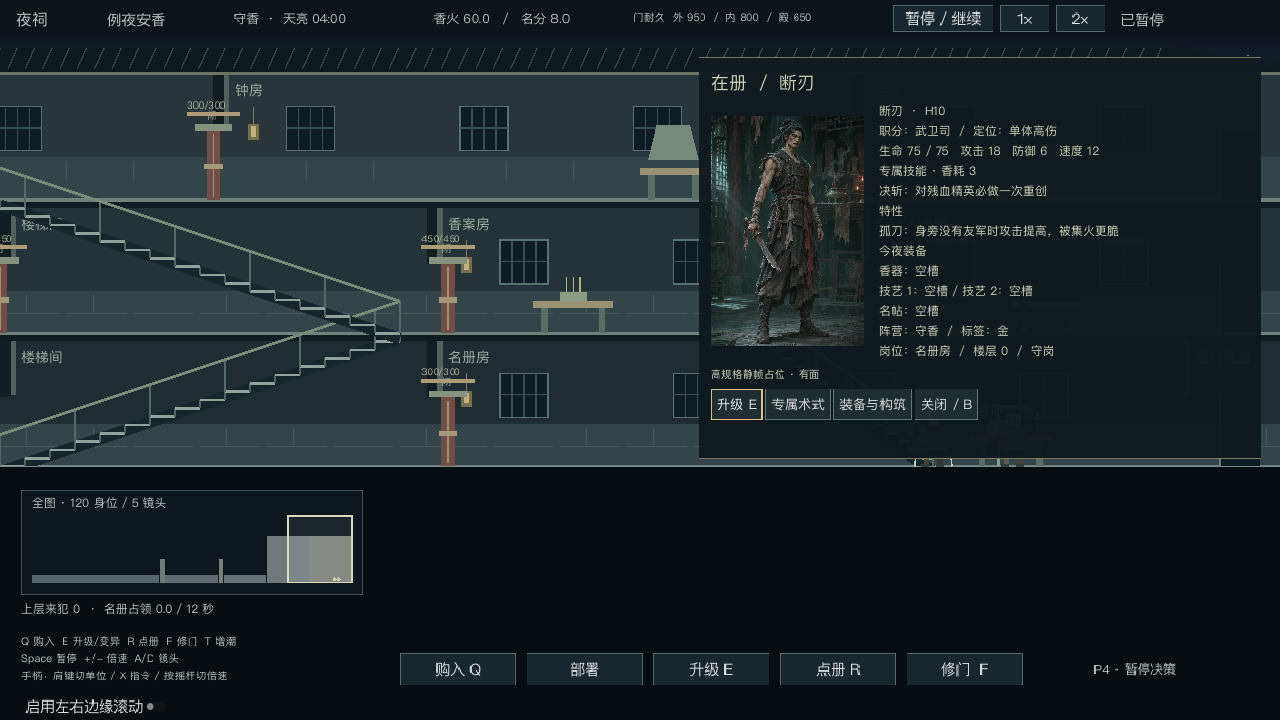 夜祠 例夜安香 守香 · 天亮 04:00 香火 60.0 / 名分 8.0 门耐久 外 950 / 内 800 / 殿 650 暂停 / 继续 1× 2× 已暂停
钟房
300/300
香案房
450/450
50
楼梯间
名册房
300/300
在册 / 断刃
断刃 · H10
职分: 武卫司 / 定位: 单体高伤
生命 75 / 75 攻击 18 防御 6 速度 12
专属技能 · 香耗 3
决斩: 对残血精英必做一次重创
特性
孤刀: 身旁没有友军时攻击提高, 被集火更脆
今夜装备
香器: 空槽
技艺 1: 空槽 / 技艺 2: 空槽
名帖: 空槽
阵营: 守香 / 标签: 金
岗位: 名册房 / 楼层 0 / 守岗
高规格静帧占位 · 有面
升级 E 专属术式 装备与构筑 关闭 / B
全图 · 120 身位 / 5 镜头
上层来犯 0 · 名册占领 0.0 / 12 秒
Q 购入 E 升级/变异 R 点册 F 修门 T 增潮
Space 暂停 +/− 倍速 A/D 镜头
手柄: 肩键切单位 / X 指令 / 按摇杆切倍速
启用左右边缘滚动
购入 Q 部署 升级 E 点册 R 修门 F P4 - 暂停决策